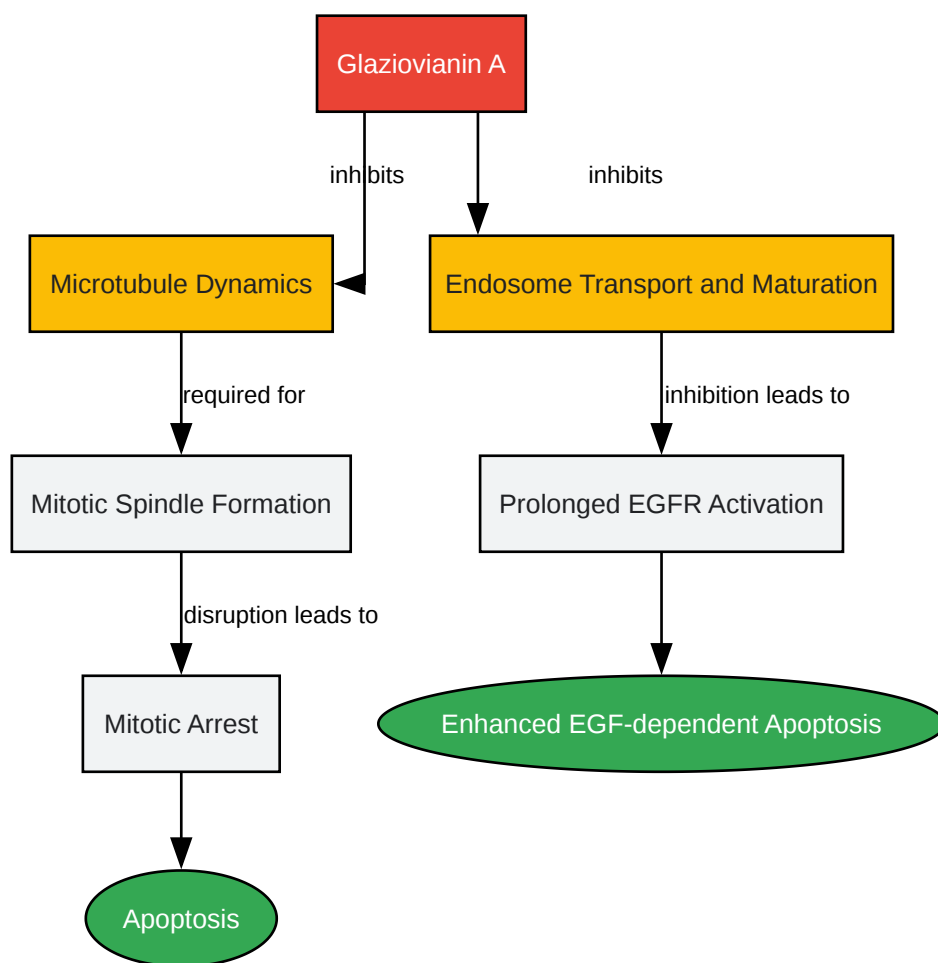 Glaziovianin A
inhibits
inhibits
Microtubule Dynamics
Endosome Transport and Maturation
required for
inhibition leads to
Mitotic Spindle Formation
Prolonged EGFR Activation
disruption leads to
Mitotic Arrest
Enhanced EGF-dependent Apoptosis
Apoptosis